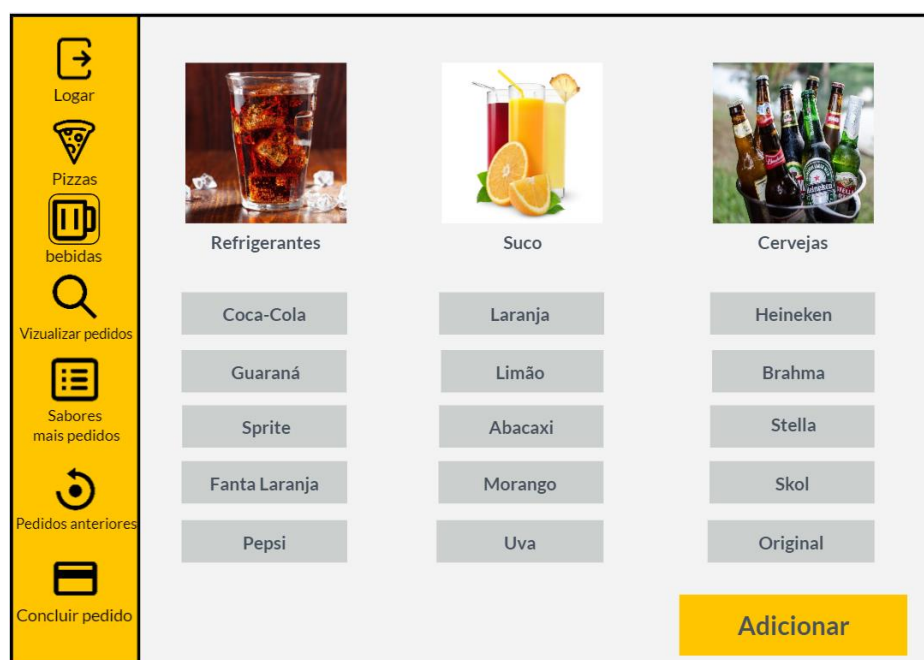 Logar
Pizzas
bebidas
Vizualizar pedidos
Sabores
mais pedidos
Pedidos anteriores
Concluir pedido
Refrigerantes
Suco
Cervejas
Coca-Cola
Laranja
Heineken
Guaraná
Limão
Brahma
Sprite
Abacaxi
Stella
Fanta Laranja
Morango
Skol
Pepsi
Uva
Original
Adicionar
Heineken